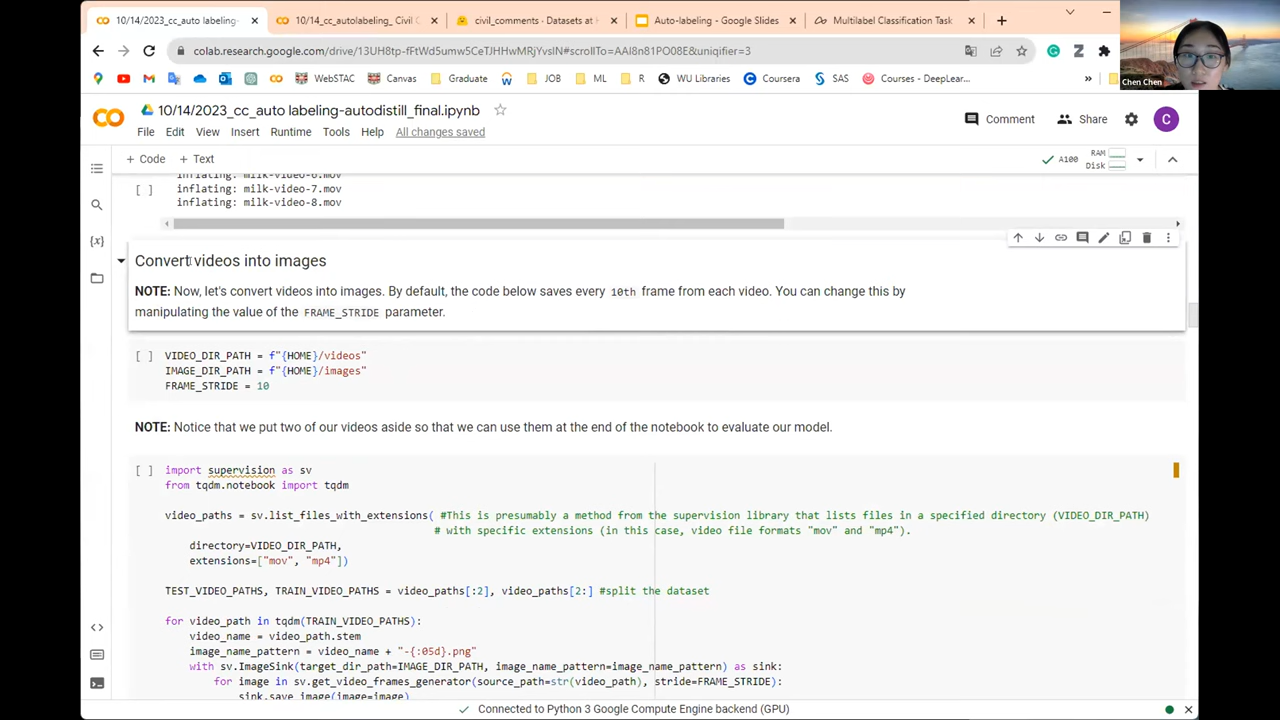 10/14/2023_cc_auto labeling-
10/14_cc_autolabeling_ Civil C
civil_comments · Datasets at H
Auto-labeling - Google Slides
Multilabel Classification Task
Chen Chen
colab.research.google.com/drive/13UH8tp-fFtWd5umw5CeTJHHwMRjYvslN#scrollTo=AAI8n81PO08E&uniqifier=3
WebSTAC
Canvas
Graduate
JOB
ML
R
WU Libraries
Coursera
SAS
Courses - DeepLear...
10/14/2023_cc_auto labeling-autodistill_final.ipynb
Comment
Share
C
File Edit View Insert Runtime Tools Help All changes saved
+ Code + Text
A100
RAM
Disk
inflating: milk-video-6.mov
[ ] inflating: milk-video-7.mov
inflating: milk-video-8.mov
Convert videos into images
NOTE: Now, let's convert videos into images. By default, the code below saves every 10th frame from each video. You can change this by
manipulating the value of the FRAME_STRIDE parameter.
[ ] VIDEO_DIR_PATH = f"{HOME}/videos"
IMAGE_DIR_PATH = f"{HOME}/images"
FRAME_STRIDE = 10
NOTE: Notice that we put two of our videos aside so that we can use them at the end of the notebook to evaluate our model.
[ ] import supervision as sv
from tqdm.notebook import tqdm
video_paths = sv.list_files_with_extensions( #This is presumably a method from the supervision library that lists files in a specified directory (VIDEO_DIR_PATH)
# with specific extensions (in this case, video file formats "mov" and "mp4").
directory=VIDEO_DIR_PATH,
extensions=["mov", "mp4"])
TEST_VIDEO_PATHS, TRAIN_VIDEO_PATHS = video_paths[:2], video_paths[2:] #split the dataset
for video_path in tqdm(TRAIN_VIDEO_PATHS):
video_name = video_path.stem
image_name_pattern = video_name + "-{:05d}.png"
with sv.ImageSink(target_dir_path=IMAGE_DIR_PATH, image_name_pattern=image_name_pattern) as sink:
for image in sv.get_video_frames_generator(source_path=str(video_path), stride=FRAME_STRIDE):
sink.save_image(image=image)
Connected to Python 3 Google Compute Engine backend (GPU)